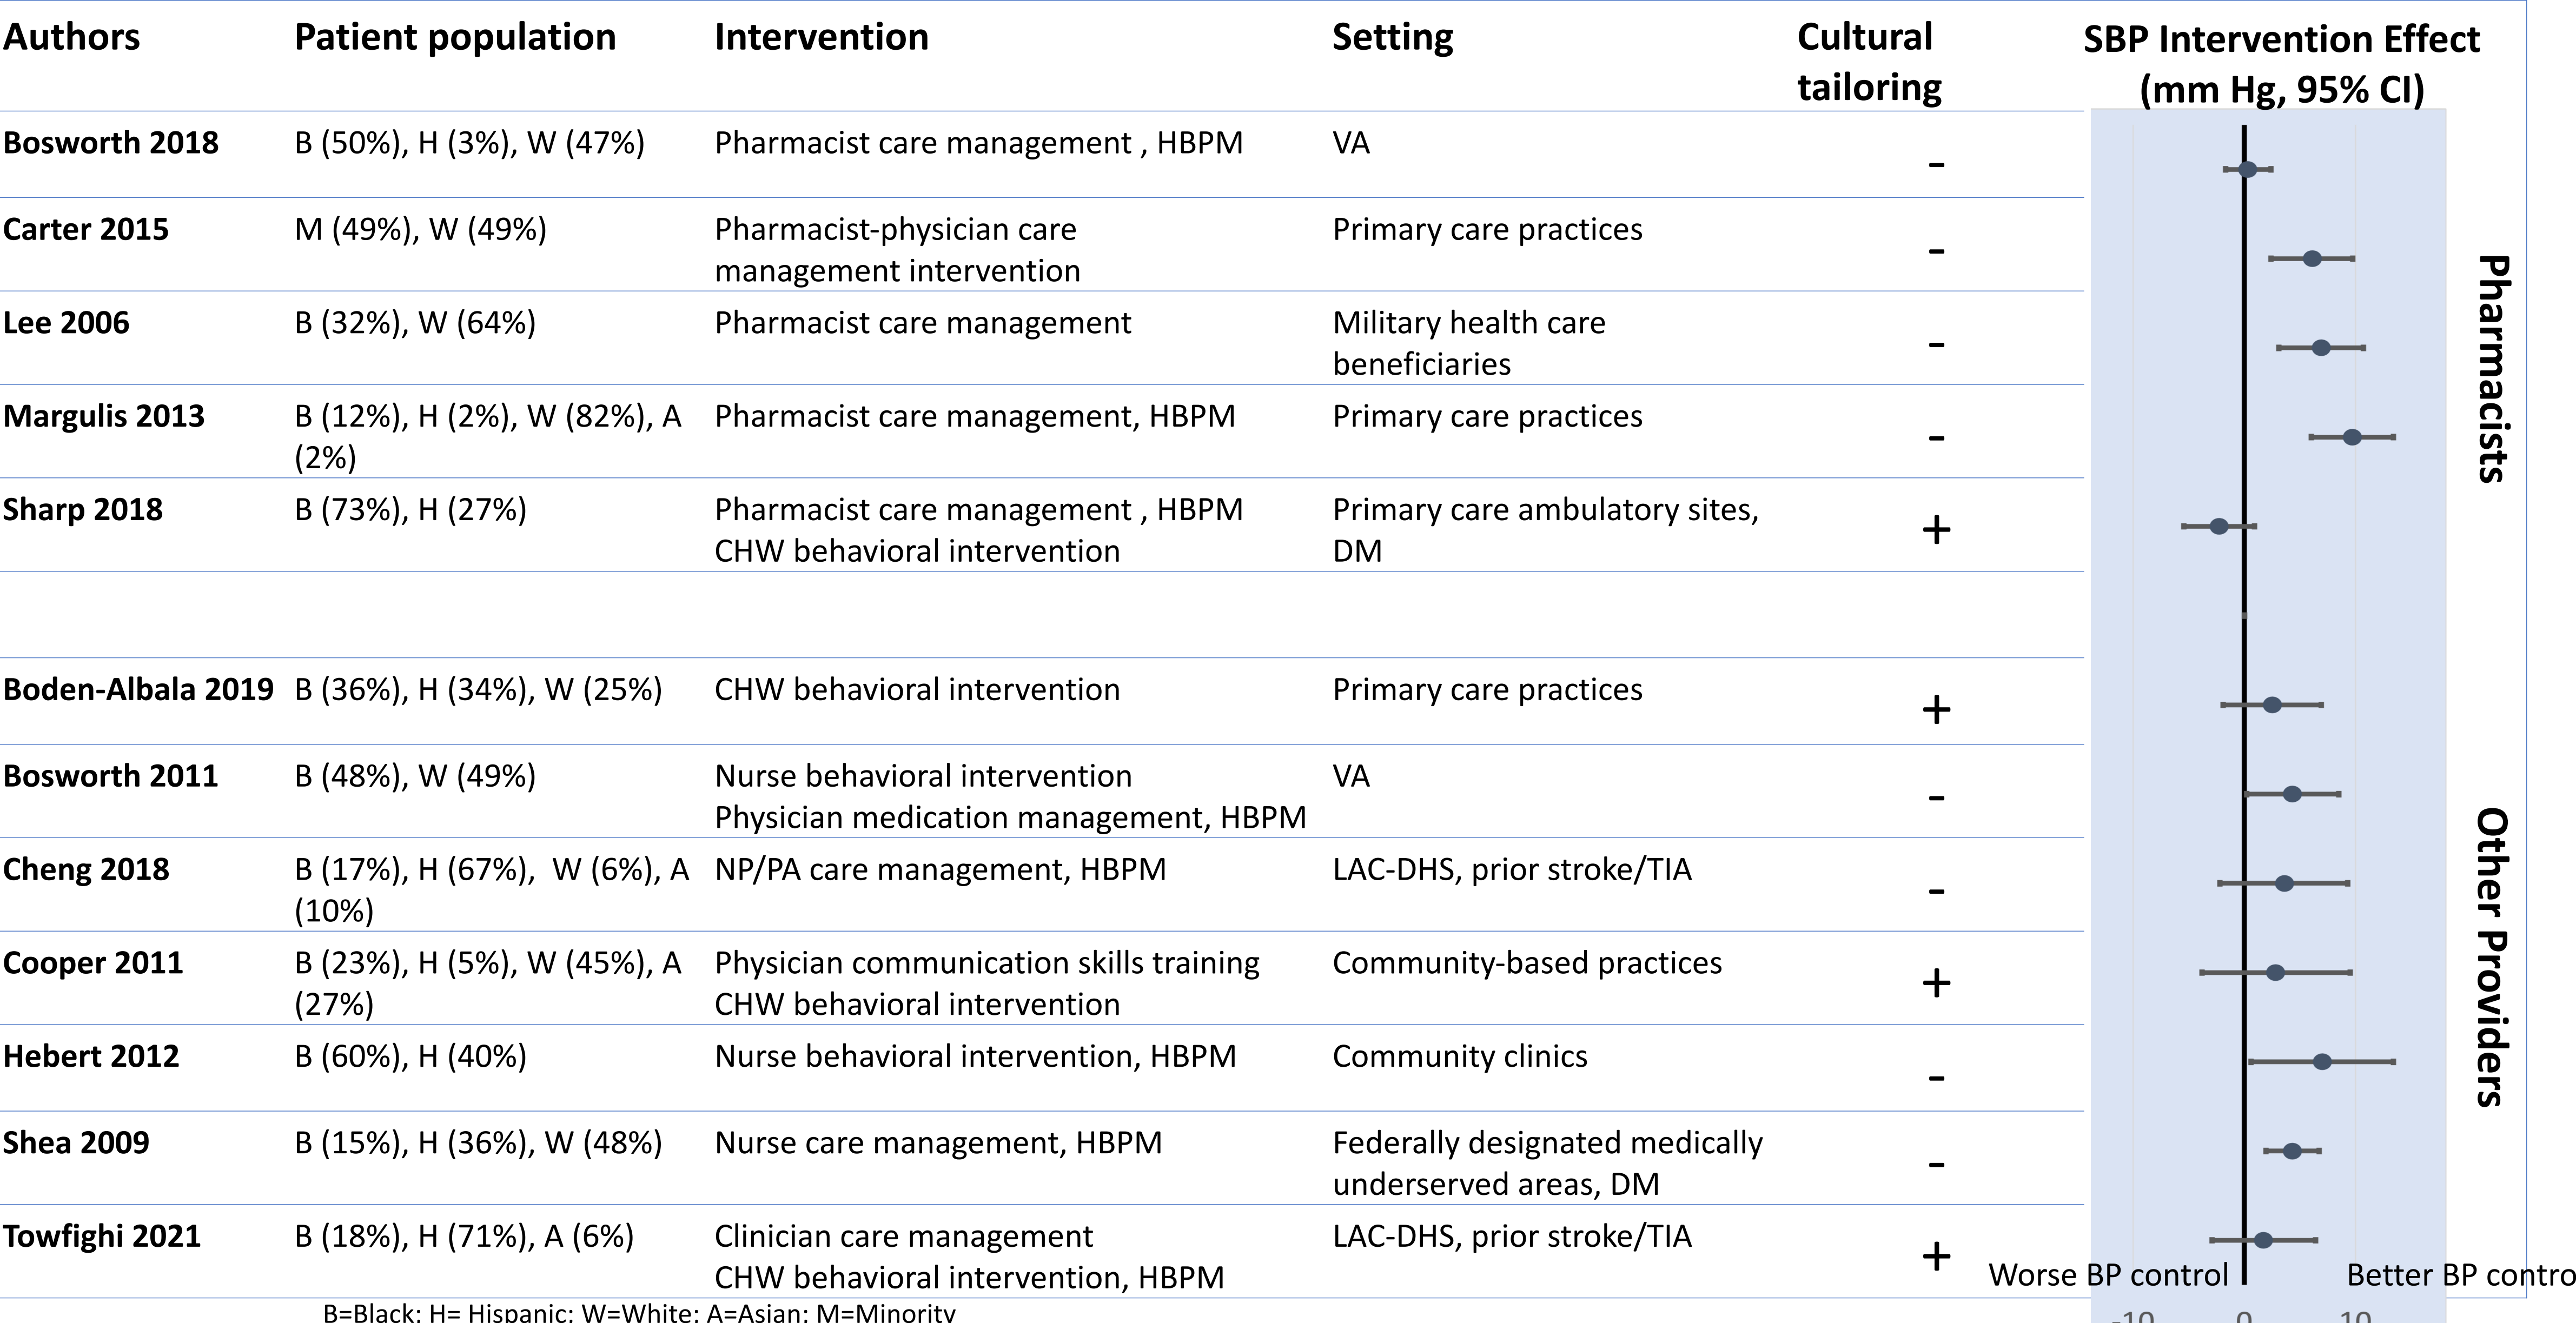 Authors Patient population Intervention Setting Cultural SBP Intervention Effect
tailoring (mm Hg, 95% CI)
Bosworth 2018 B (50%), H (3%), W (47%) Pharmacist care management , HBPM VA -
Carter 2015 M (49%), W (49%) Pharmacist-physician care Primary care practices -
management intervention
Lee 2006 B (32%), W (64%) Pharmacist care management Military health care -
beneficiaries
Margulis 2013 B (12%), H (2%), W (82%), A Pharmacist care management, HBPM Primary care practices -
(2%)
Sharp 2018 B (73%), H (27%) Pharmacist care management , HBPM Primary care ambulatory sites, +
CHW behavioral intervention DM
Pharmacists
Boden-Albala 2019 B (36%), H (34%), W (25%) CHW behavioral intervention Primary care practices +
Bosworth 2011 B (48%), W (49%) Nurse behavioral intervention VA -
Physician medication management, HBPM
Cheng 2018 B (17%), H (67%), W (6%), A NP/PA care management, HBPM LAC-DHS, prior stroke/TIA -
(10%)
Cooper 2011 B (23%), H (5%), W (45%), A Physician communication skills training Community-based practices +
(27%) CHW behavioral intervention
Hebert 2012 B (60%), H (40%) Nurse behavioral intervention, HBPM Community clinics -
Shea 2009 B (15%), H (36%), W (48%) Nurse care management, HBPM Federally designated medically -
underserved areas, DM
Towfighi 2021 B (18%), H (71%), A (6%) Clinician care management LAC-DHS, prior stroke/TIA +
CHW behavioral intervention, HBPM
Other Providers
Worse BP control Better BP contro
B=Black; H= Hispanic; W=White; A=Asian; M=Minority
-10 0 10